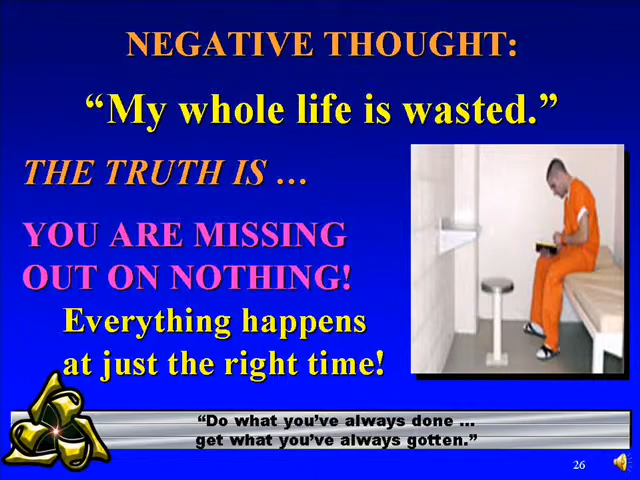 NEGATIVE THOUGHT:
“My whole life is wasted.”
THE TRUTH IS …
YOU ARE MISSING
OUT ON NOTHING!
Everything happens
at just the right time!
“Do what you’ve always done ...
get what you’ve always gotten.”
26